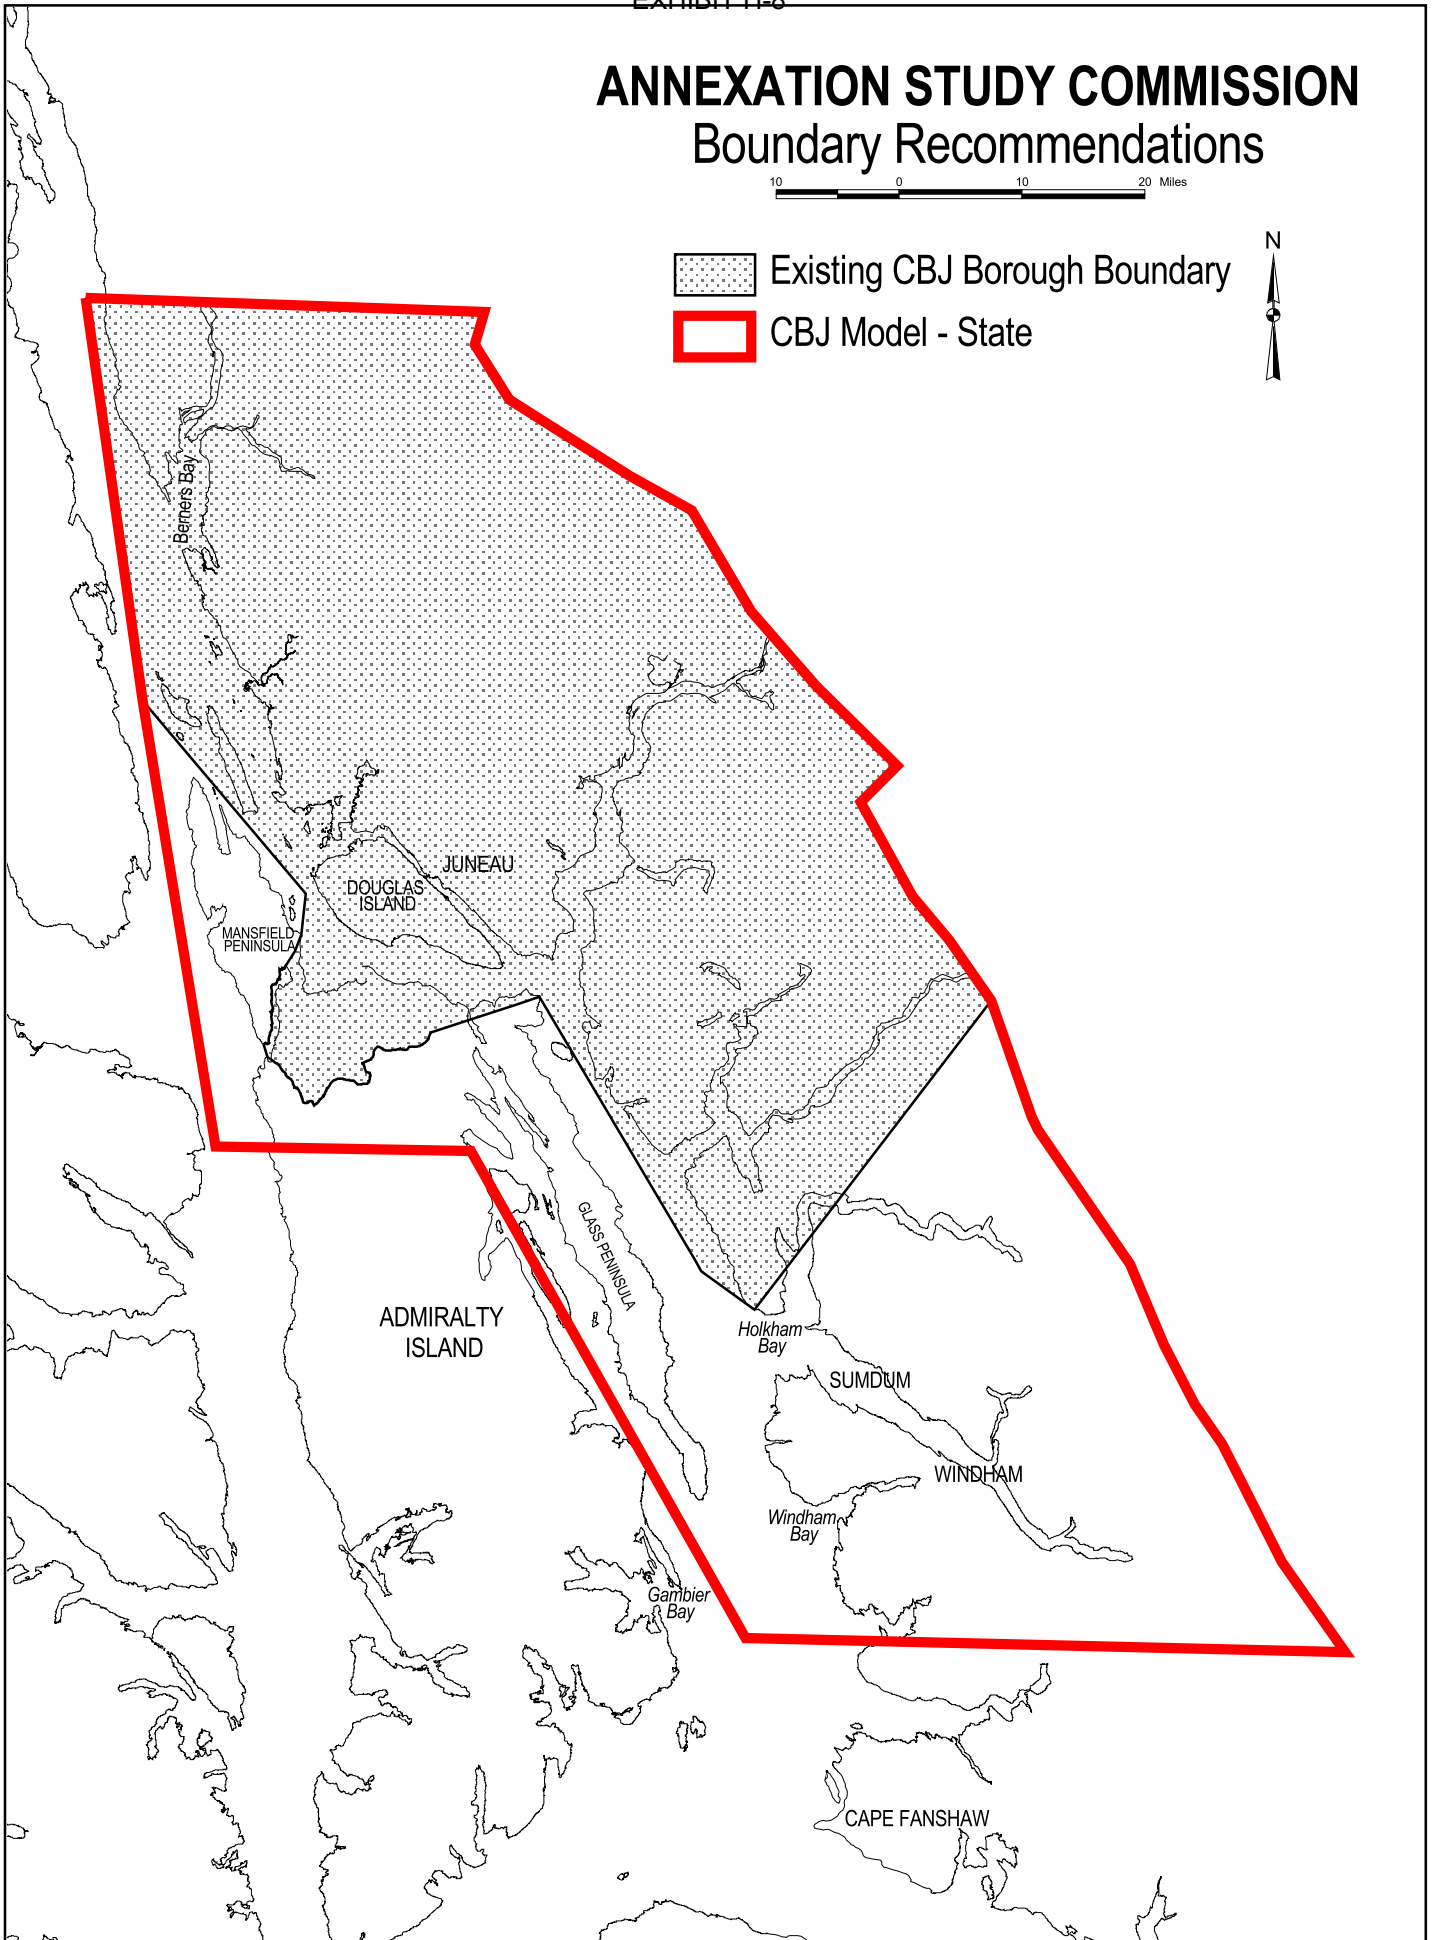 EXHIBIT H-8
ANNEXATION STUDY COMMISSION
Boundary Recommendations
10 0 10 20 Miles
N
Existing CBJ Borough Boundary
CBJ Model - State
Berners Bay
JUNEAU
DOUGLAS
ISLAND
MANSFIELD
PENINSULA
GLASS PENINSULA
ADMIRALTY
ISLAND
Holkham
Bay
SUMDUM
WINDHAM
Windham
Bay
Gambier
Bay
CAPE FANSHAW